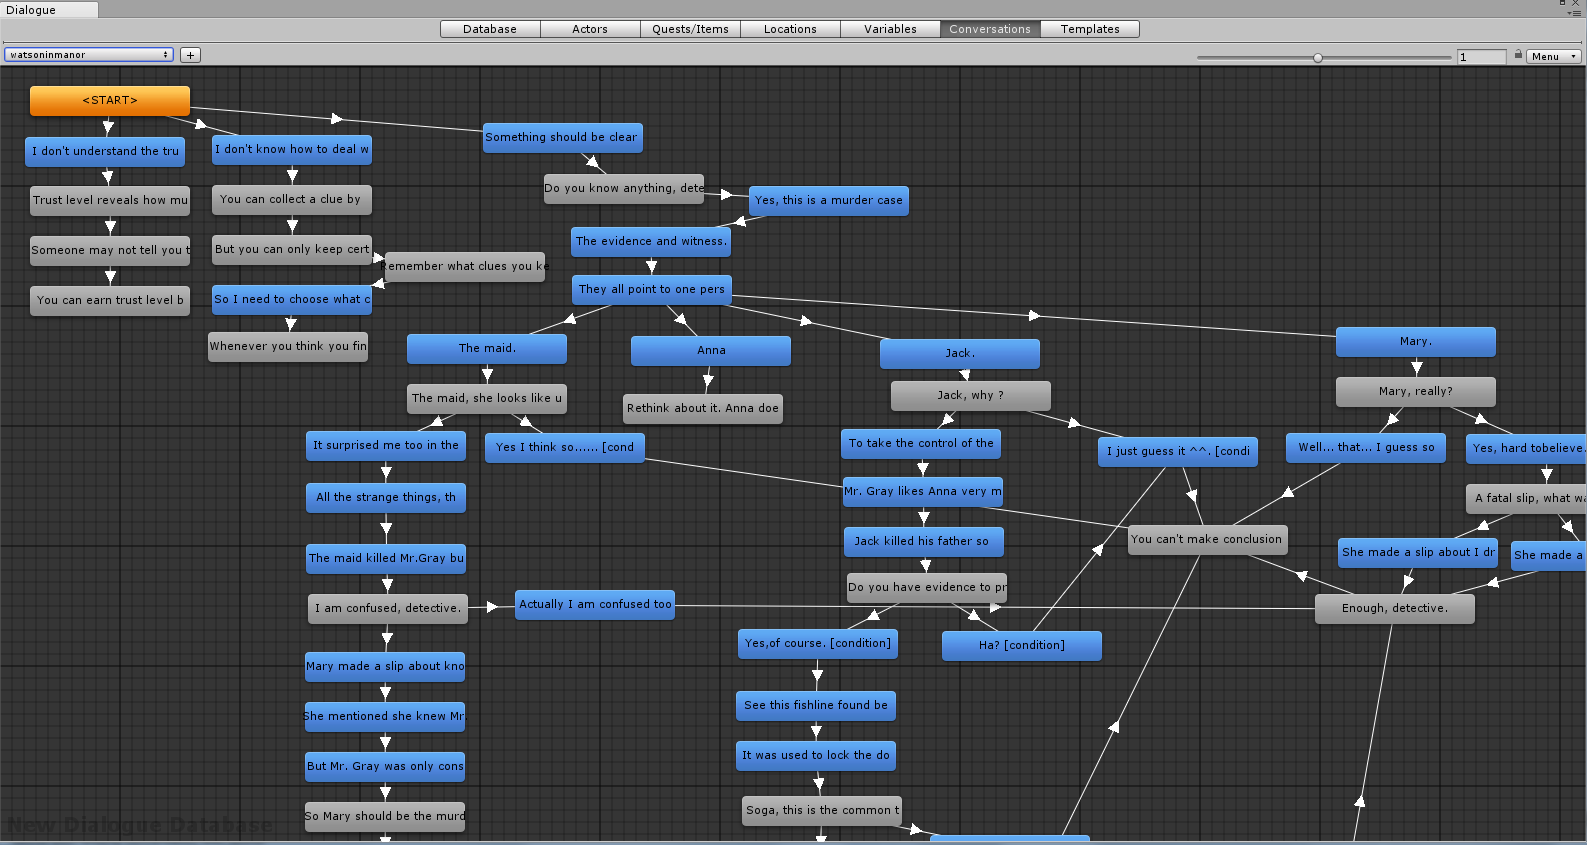 Dialogue
Database
Actors
Quests/Items
Locations
Variables
Conversations
Templates
watsoninmanor
+
1
Menu
<START>
Something should be clear
I don't understand the tru
I don't know how to deal w
Do you know anything, dete
Yes, this is a murder case
Trust level reveals how mu
You can collect a clue by
The evidence and witness.
Someone may not tell you t
But you can only keep cert
Remember what clues you ke
They all point to one pers
You can earn trust level b
So I need to choose what c
Whenever you think you fin
The maid.
Anna
Jack.
Mary.
The maid, she looks like u
Rethink about it. Anna doe
Jack, why ?
Mary, really?
It surprised me too in the
Yes I think so...... [cond
To take the control of the
I just guess it ^^. [condi
Well... that... I guess so
Yes, hard tobelieve.
All the strange things, th
Mr. Gray likes Anna very m
A fatal slip, what wa
Jack killed his father so
You can't make conclusion
She made a slip about I dr
She made a
The maid killed Mr.Gray bu
Do you have evidence to pr
I am confused, detective.
Actually I am confused too
Enough, detective.
Yes,of course. [condition]
Ha? [condition]
Mary made a slip about kno
See this fishline found be
She mentioned she knew Mr.
It was used to lock the do
But Mr. Gray was only cons
So Mary should be the murd
Soga, this is the common t
New Dialogue Database